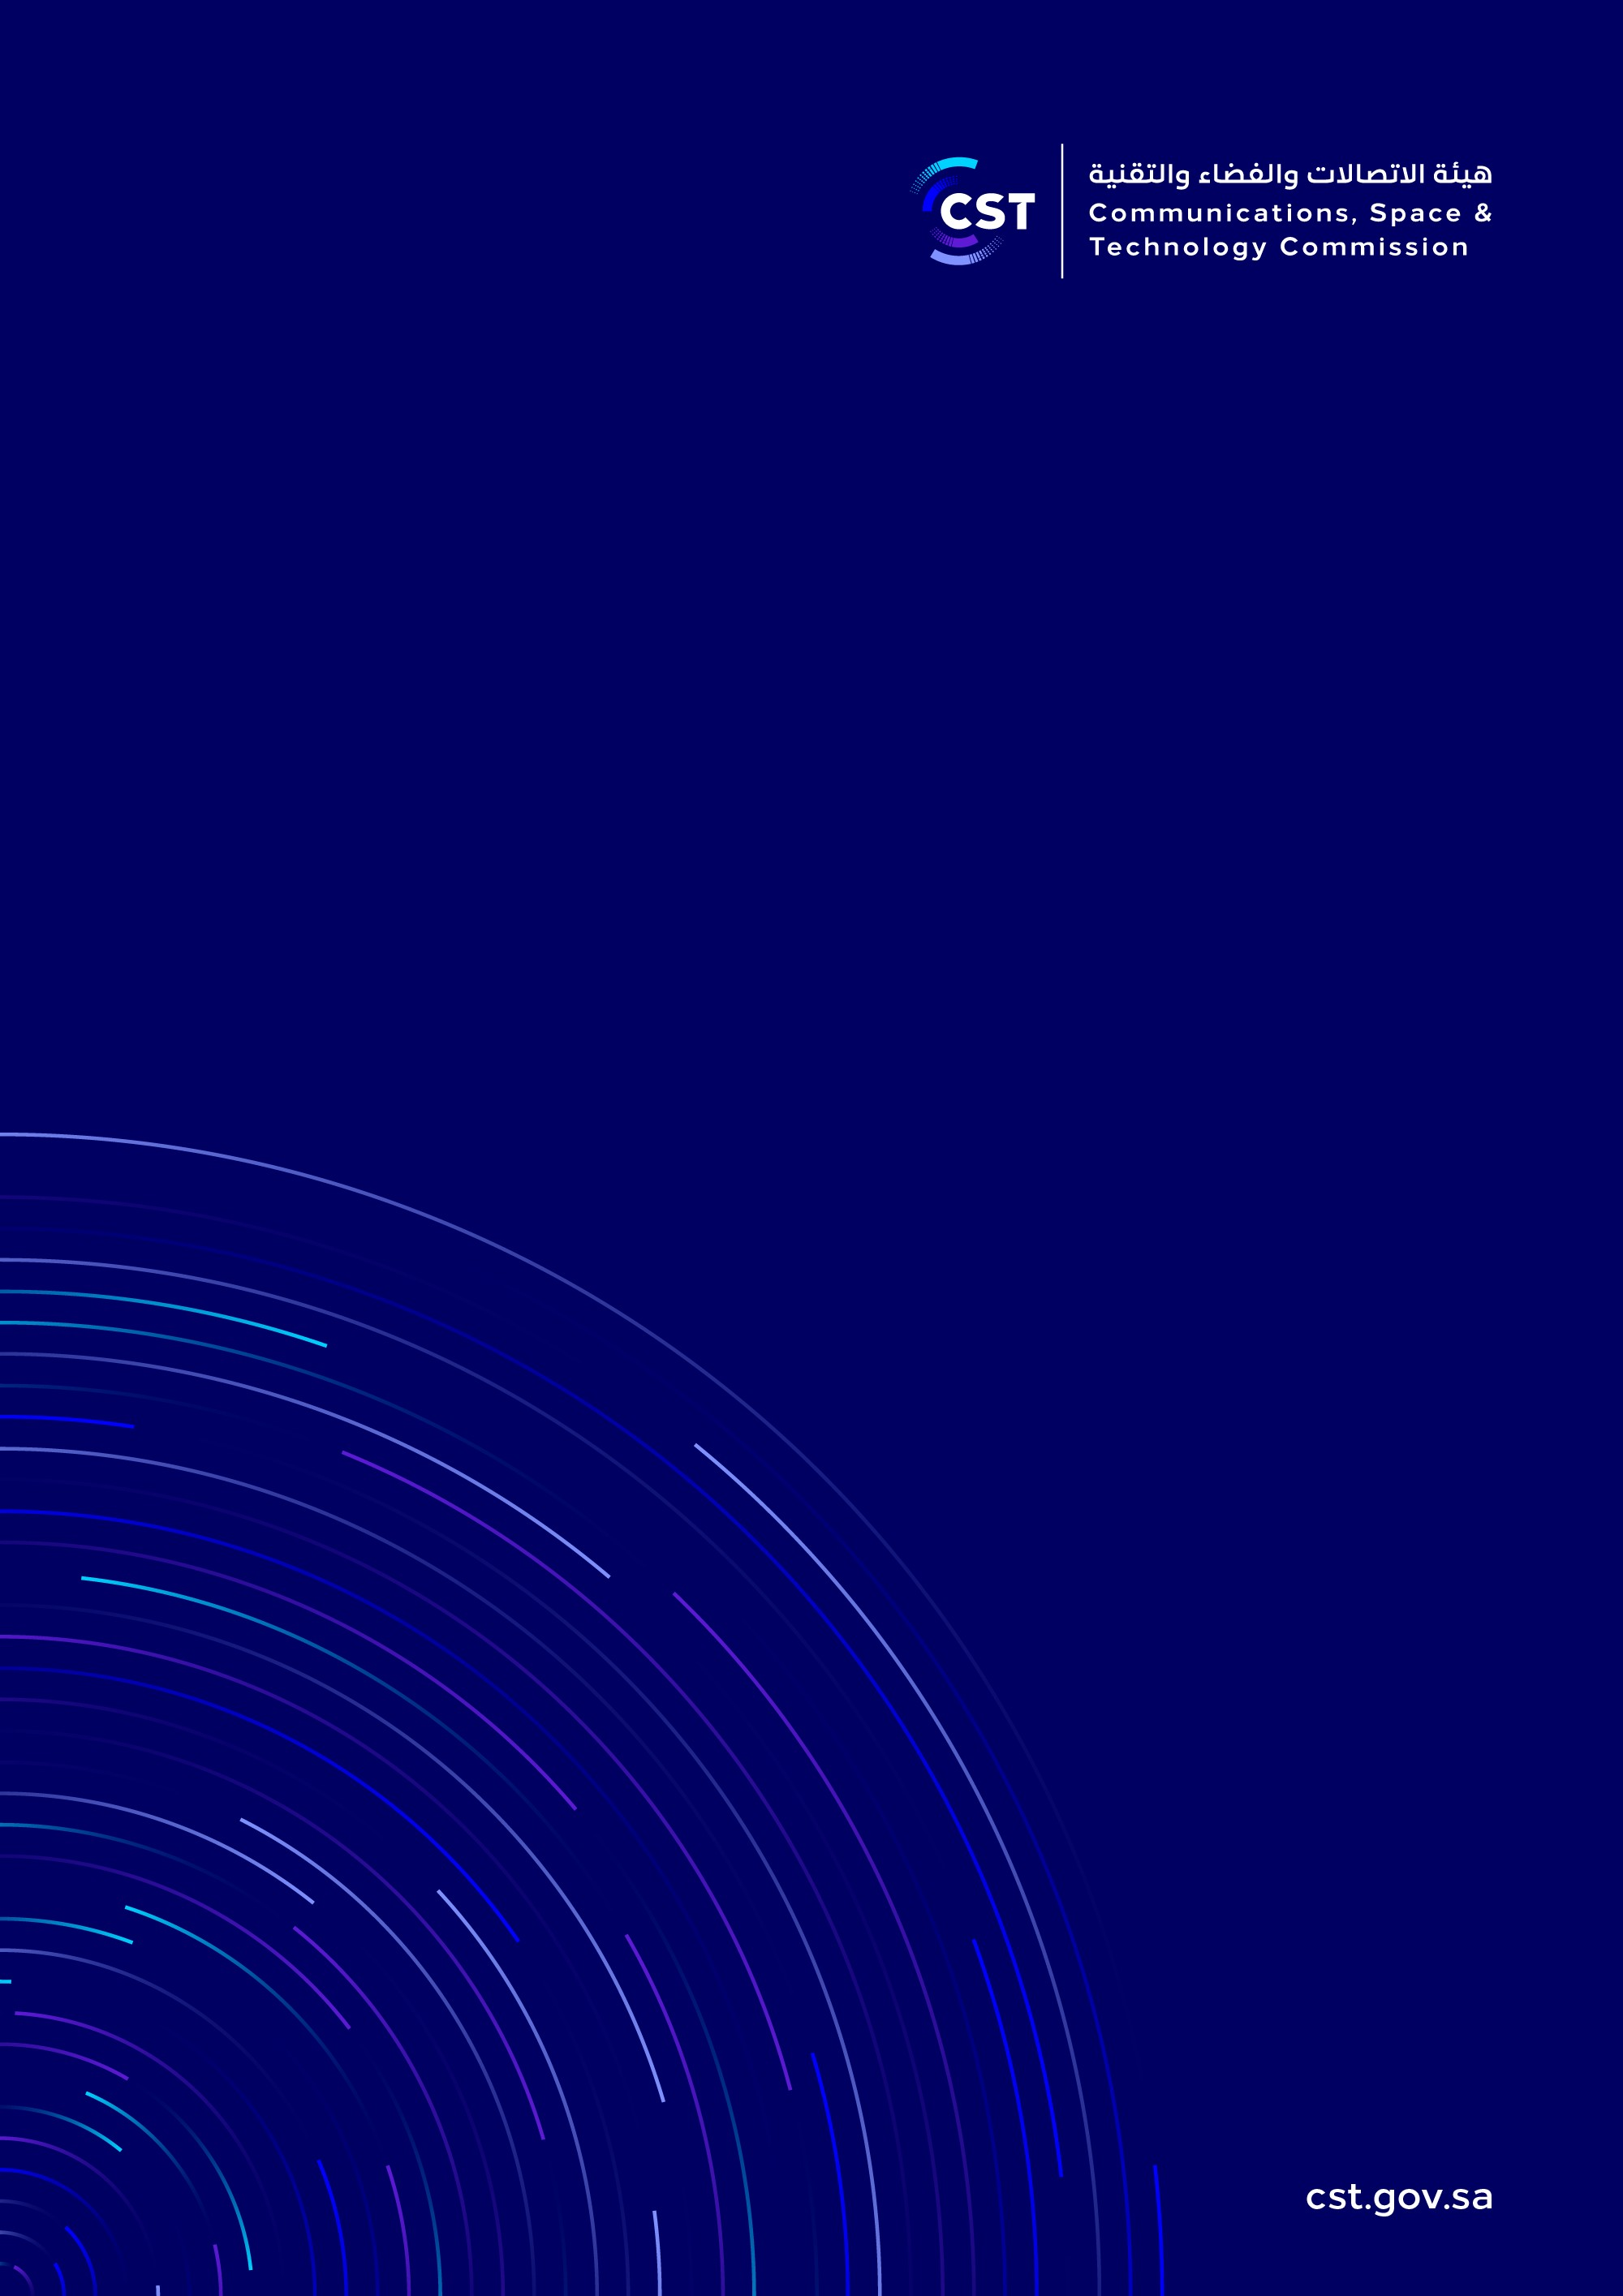 CST
هيئة الاتصالات والفضاء والتقنية
Communications, Space &
Technology Commission
cst.gov.sa